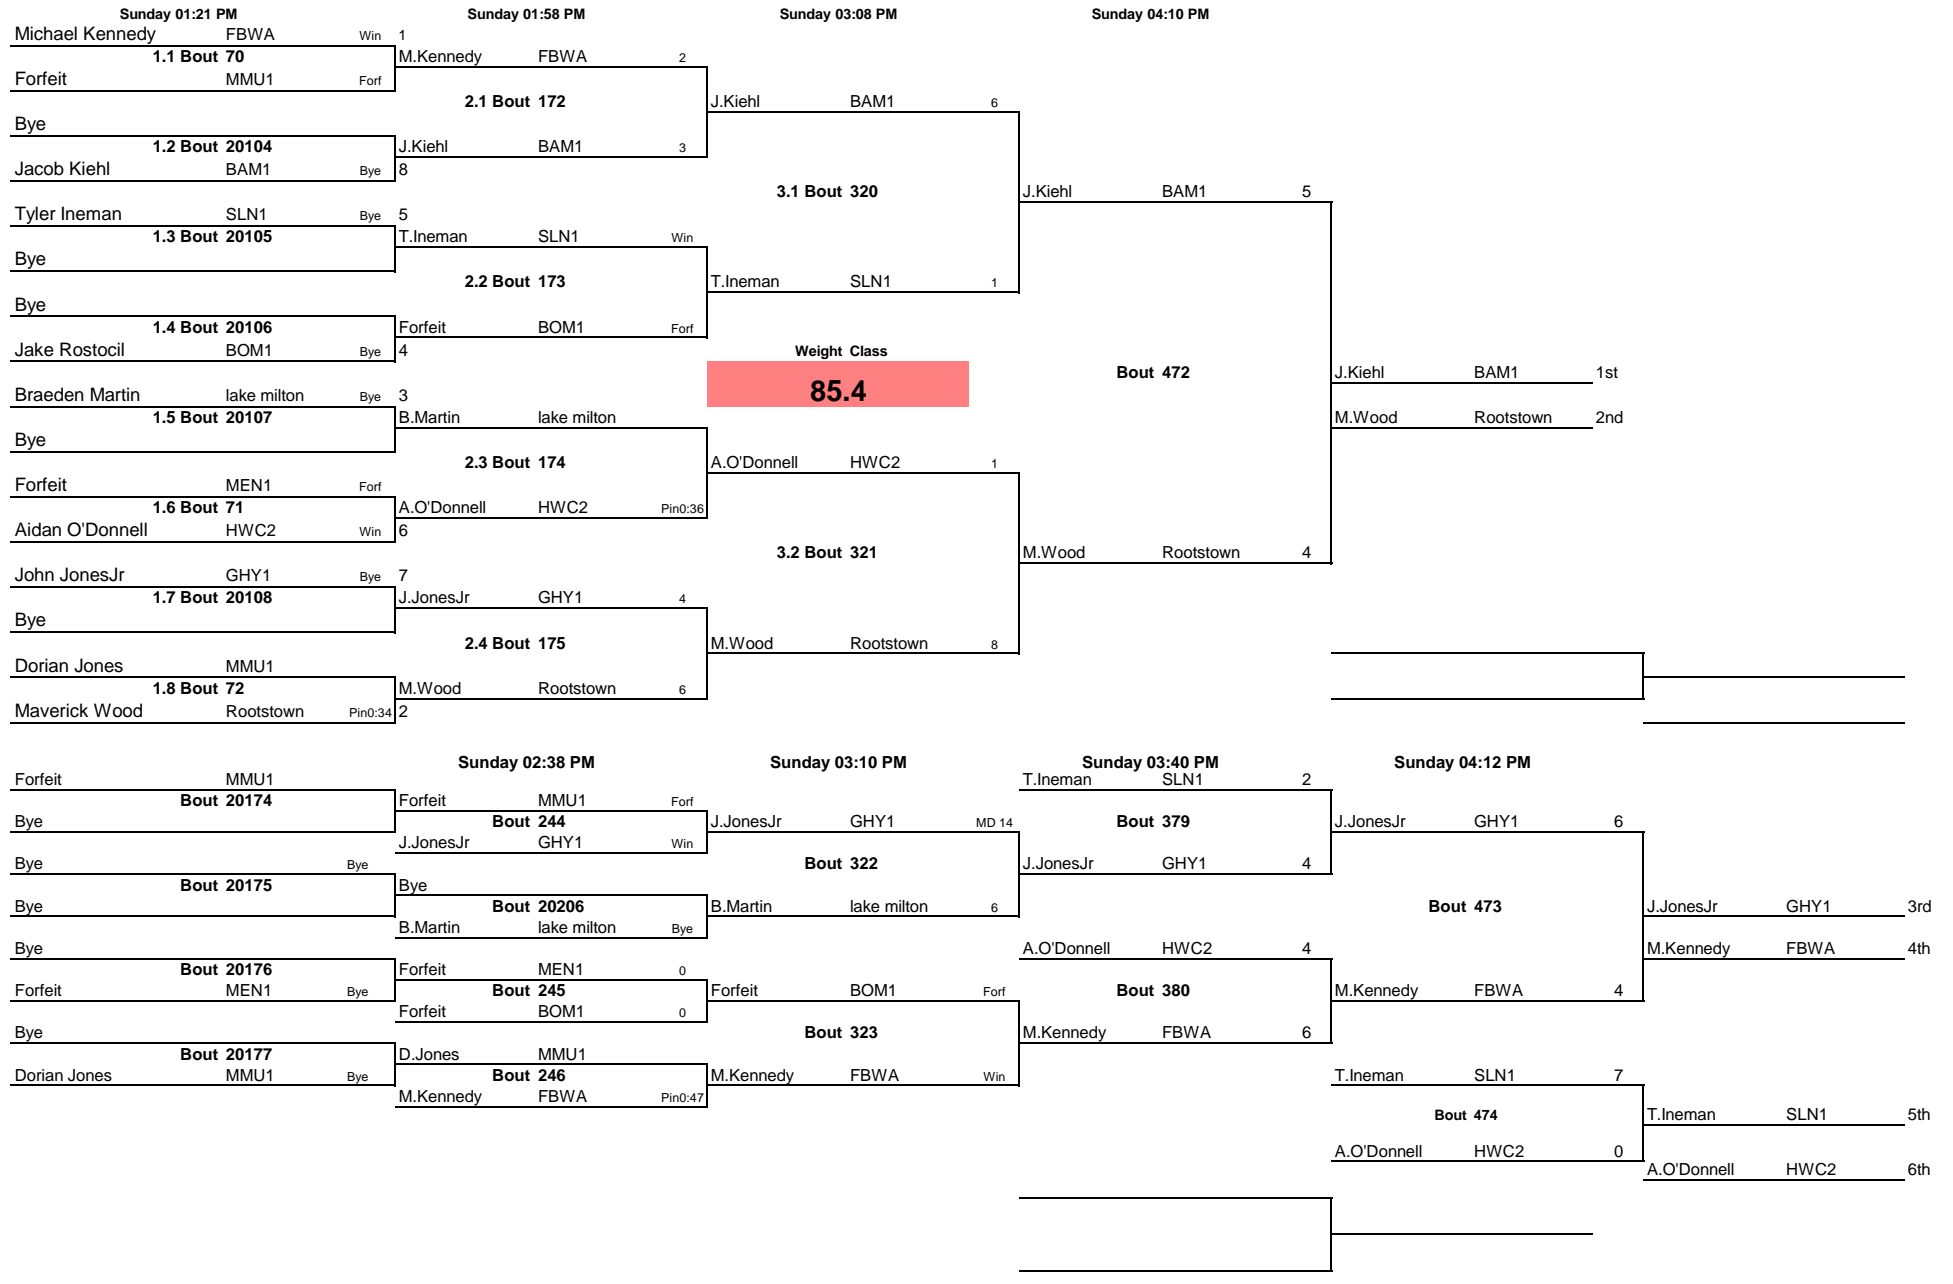 Sunday 01:21 PM Sunday 01:58 PM Sunday 03:08 PM Sunday 04:10 PM
Michael Kennedy FBWA Win 1
1.1 Bout 70 M.Kennedy FBWA 2
Forfeit MMU1 Forf
2.1 Bout 172 J.Kiehl BAM1 6
Bye
1.2 Bout 20104 J.Kiehl BAM1 3
Jacob Kiehl BAM1 Bye 8
3.1 Bout 320 J.Kiehl BAM1 5
Tyler Ineman SLN1 Bye 5
1.3 Bout 20105 T.Ineman SLN1 Win
Bye
2.2 Bout 173 T.Ineman SLN1 1
Bye
1.4 Bout 20106 Forfeit BOM1 Forf
Jake Rostocil BOM1 Bye 4 Weight Class
Bout 472 J.Kiehl BAM1 1st
Braeden Martin lake milton Bye 3 85.4
1.5 Bout 20107 B.Martin lake milton M.Wood Rootstown 2nd
Bye
2.3 Bout 174 A.O'Donnell HWC2 1
Forfeit MEN1 Forf
1.6 Bout 71 A.O'Donnell HWC2 Pin0:36
Aidan O'Donnell HWC2 Win 6
3.2 Bout 321 M.Wood Rootstown 4
John JonesJr GHY1 Bye 7
1.7 Bout 20108 J.JonesJr GHY1 4
Bye
2.4 Bout 175 M.Wood Rootstown 8
Dorian Jones MMU1
1.8 Bout 72 M.Wood Rootstown 6
Maverick Wood Rootstown Pin0:34 2
Sunday 02:38 PM Sunday 03:10 PM Sunday 03:40 PM Sunday 04:12 PM
Forfeit MMU1 T.Ineman SLN1 2
Bout 20174 Forfeit MMU1 Forf
Bye Bout 244 J.JonesJr GHY1 MD 14 Bout 379 J.JonesJr GHY1 6
J.JonesJr GHY1 Win
Bye Bye Bout 322 J.JonesJr GHY1 4
Bout 20175 Bye
Bye Bout 20206 B.Martin lake milton 6 Bout 473 J.JonesJr GHY1 3rd
B.Martin lake milton Bye
Bye A.O'Donnell HWC2 4 M.Kennedy FBWA 4th
Bout 20176 Forfeit MEN1 0
Forfeit MEN1 Bye Bout 245 Forfeit BOM1 Forf Bout 380 M.Kennedy FBWA 4
Forfeit BOM1 0
Bye Bout 323 M.Kennedy FBWA 6
Bout 20177 D.Jones MMU1
Dorian Jones MMU1 Bye Bout 246 M.Kennedy FBWA Win T.Ineman SLN1 7
M.Kennedy FBWA Pin0:47
Bout 474 T.Ineman SLN1 5th
A.O'Donnell HWC2 0
A.O'Donnell HWC2 6th